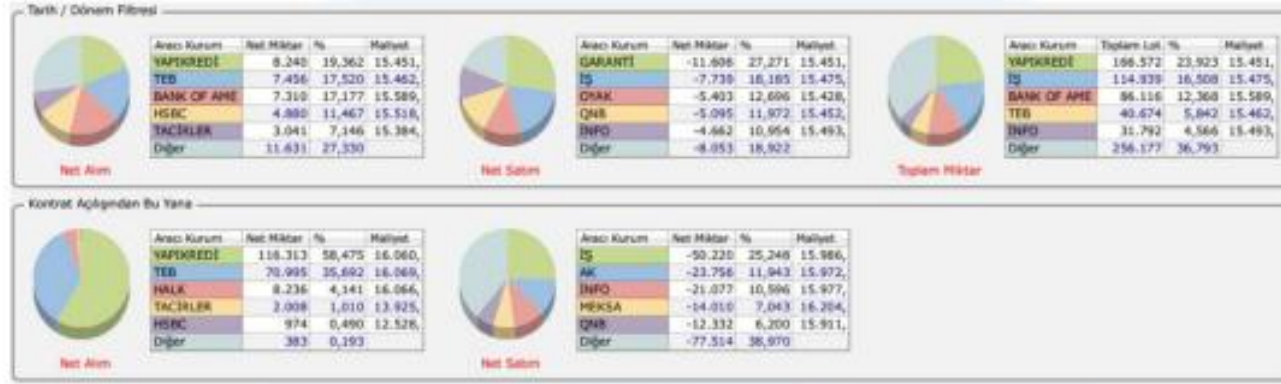 Tarih / Dönem Filtresi
Aracı Kurum Net Miktar % Maliyet
YAPIKREDİ 8.240 19,362 15.451,
TEB 7.456 17,520 15.462,
BANK OF AME 7.310 17,177 15.589,
HSBC 4.880 11,467 15.518,
TACİRLER 3.041 7,146 15.384,
Diğer 11.631 27,330
Net Alım
Aracı Kurum Net Miktar % Maliyet
GARANTİ -11.606 27,271 15.451,
İŞ -7.739 18,185 15.475,
OYAK -5.403 12,696 15.428,
QNB -5.095 11,972 15.452,
İNFO -4.662 10,954 15.493,
Diğer -8.053 18,922
Net Satım
Aracı Kurum Toplam Lot %  Maliyet
YAPIKREDİ 166.572 23,923 15.451,
İŞ 114.939 16,508 15.475,
BANK OF AME 86.116 12,368 15.589,
TEB 40.674 5,842 15.462,
İNFO 31.792 4,566 15.493,
Diğer 256.177 36,793
Toplam Miktar
Kontrat Açılışından Bu Yana
Aracı Kurum Net Miktar % Maliyet
YAPIKREDİ 116.313 58,475 16.060,
TEB 70.995 35,692 16.069,
HALK 8.236 4,141 16.066,
TACİRLER 2.008 1,010 13.925,
HSBC 974 0,490 12.528,
Diğer 383 0,193
Net Alım
Aracı Kurum Net Miktar % Maliyet
İŞ -50.220 25,248 15.986,
AK -23.756 11,943 15.972,
İNFO -21.077 10,596 15.977,
MEKSA -14.010 7,043 16.204,
QNB -12.332 6,200 15.911,
Diğer -77.514 38,970
Net Satım